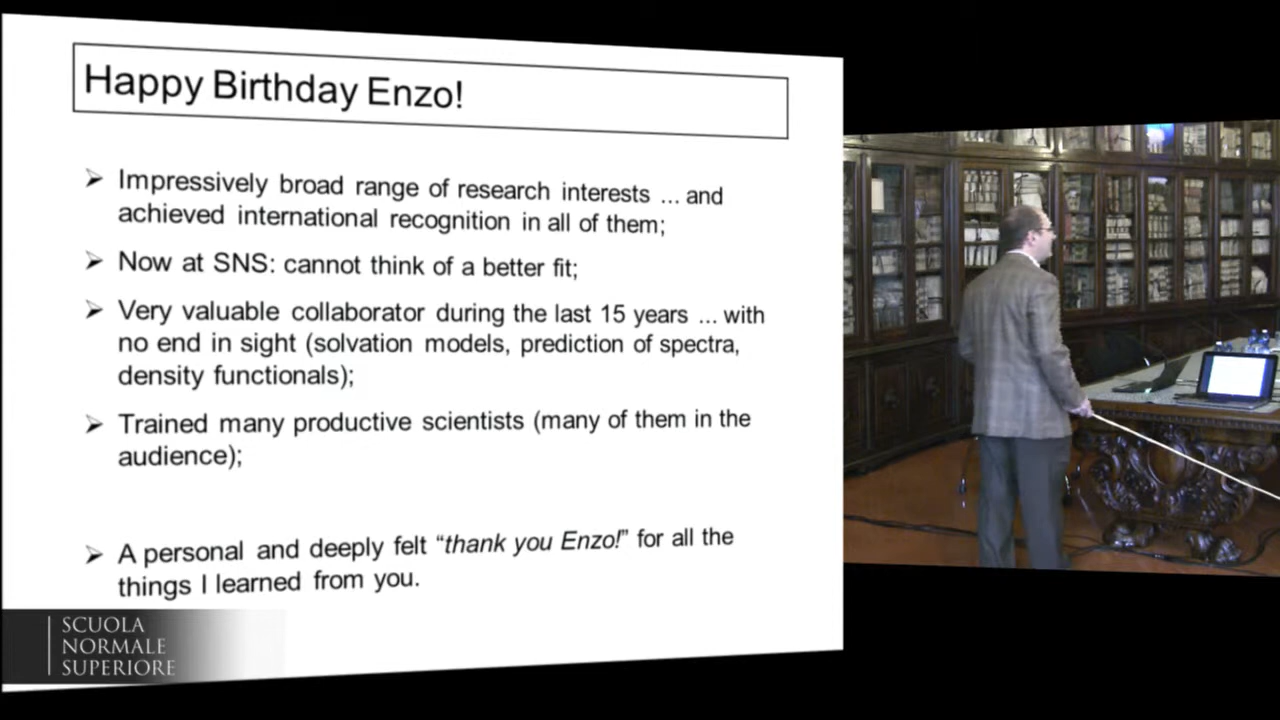 Happy Birthday Enzo!
➢ Impressively broad range of research interests ... and
achieved international recognition in all of them;
➢ Now at SNS: cannot think of a better fit;
➢ Very valuable collaborator during the last 15 years ... with
no end in sight (solvation models, prediction of spectra,
density functionals);
➢ Trained many productive scientists (many of them in the
audience);
➢ A personal and deeply felt “thank you Enzo!” for all the
things I learned from you.
SCUOLA
NORMALE
SUPERIORE